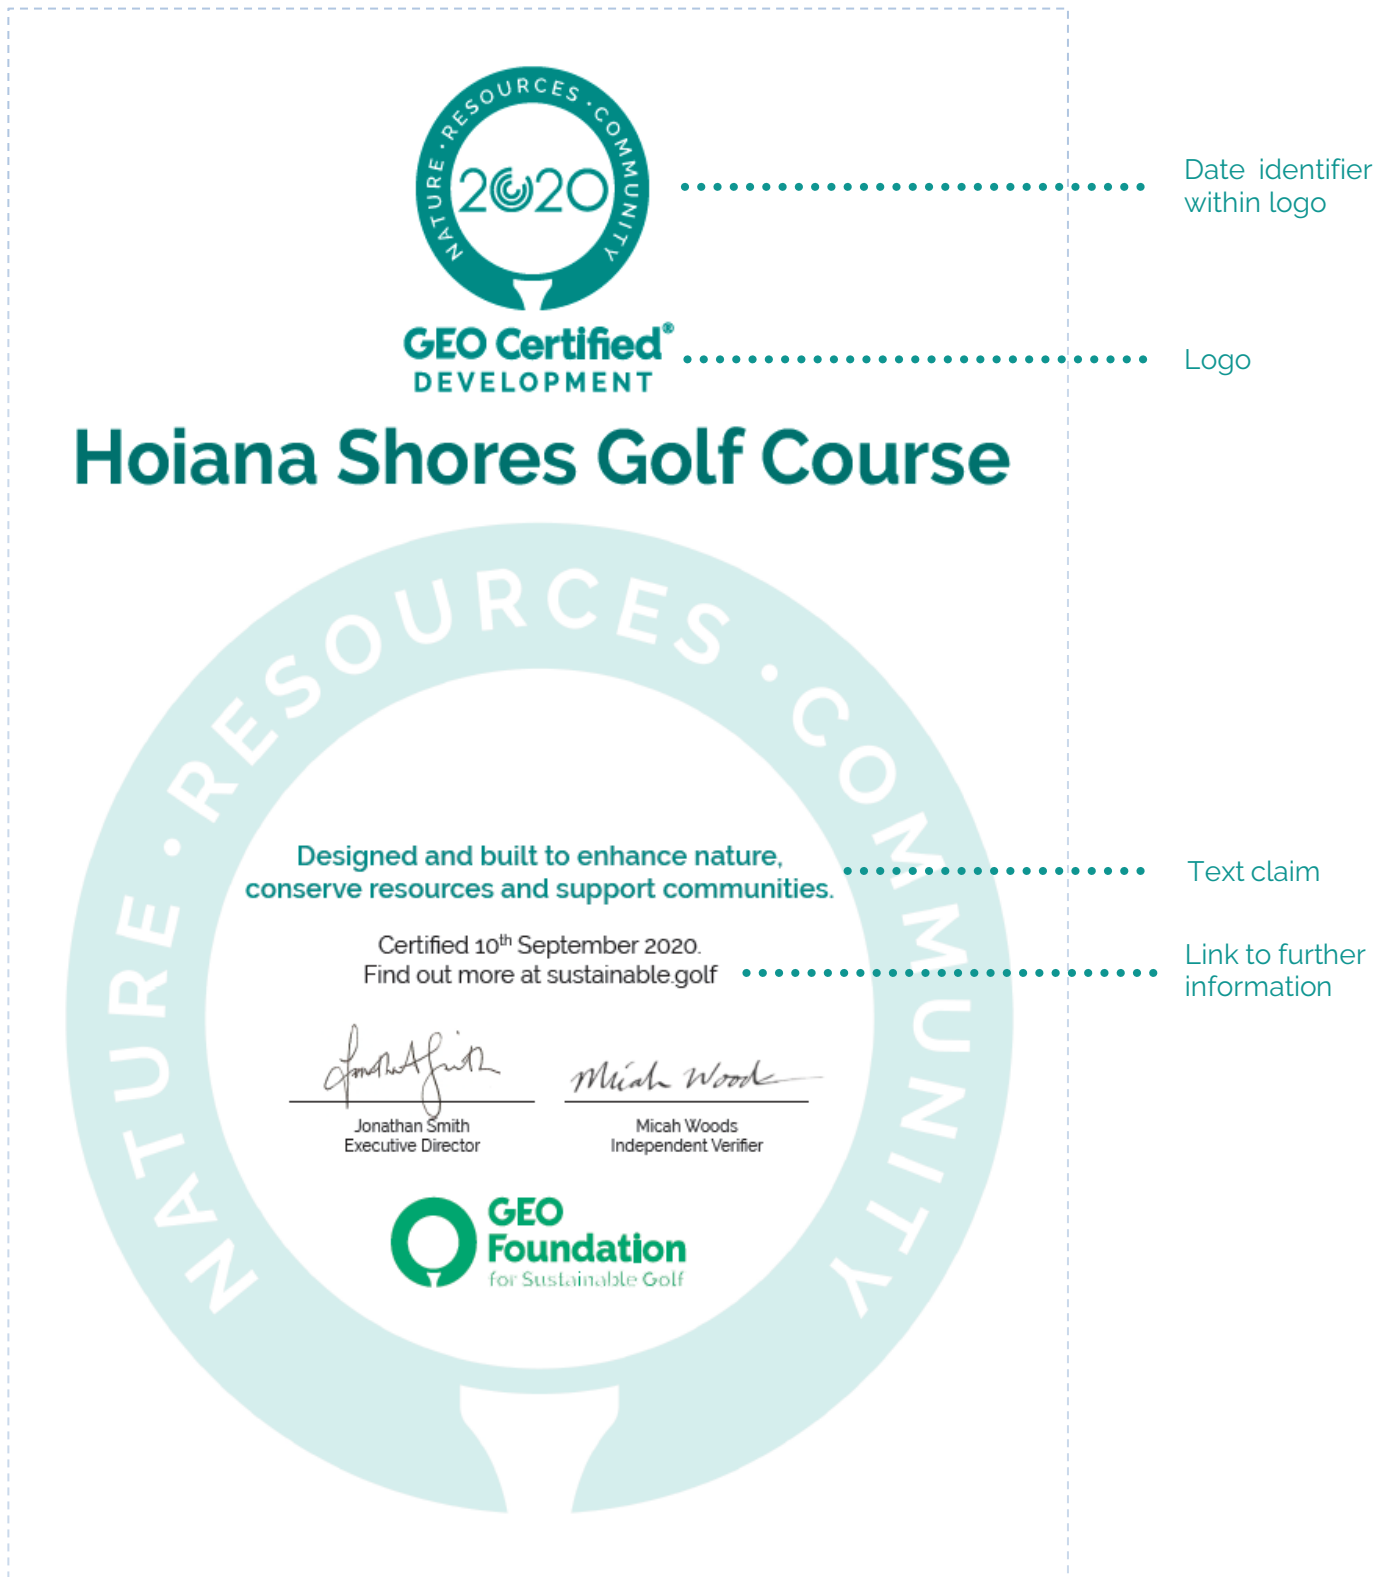 NATURE · RESOURCES · COMMUNITY
2020
Date identifier
within logo
GEO Certified®
DEVELOPMENT
Logo
Hoiana Shores Golf Course
NATURE · RESOURCES · COMMUNITY
Designed and built to enhance nature,
conserve resources and support communities.
Text claim
Certified 10th September 2020.
Find out more at sustainable.golf
Link to further
information
Jonathan Smith
Executive Director
Micah Woods
Independent Verifier
GEO
Foundation
for Sustainable Golf